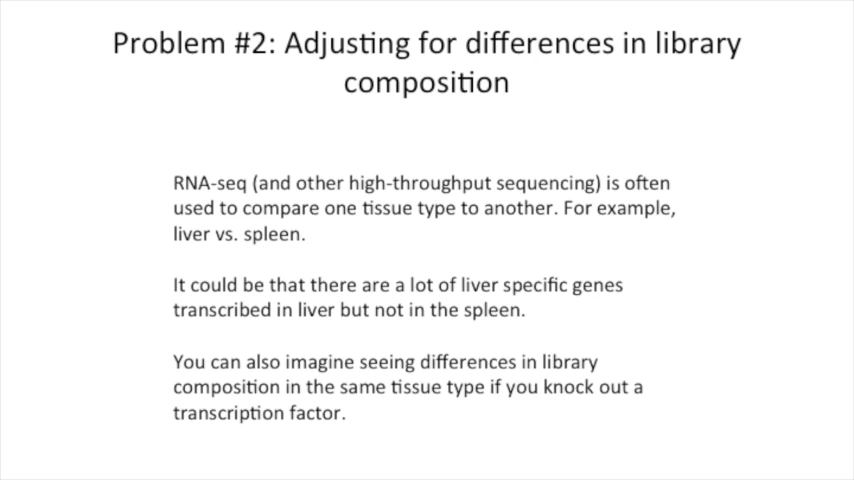 Problem #2: Adjusting for differences in library
composition
RNA-seq (and other high-throughput sequencing) is often
used to compare one tissue type to another. For example,
liver vs. spleen.
It could be that there are a lot of liver specific genes
transcribed in liver but not in the spleen.
You can also imagine seeing differences in library
composition in the same tissue type if you knock out a
transcription factor.